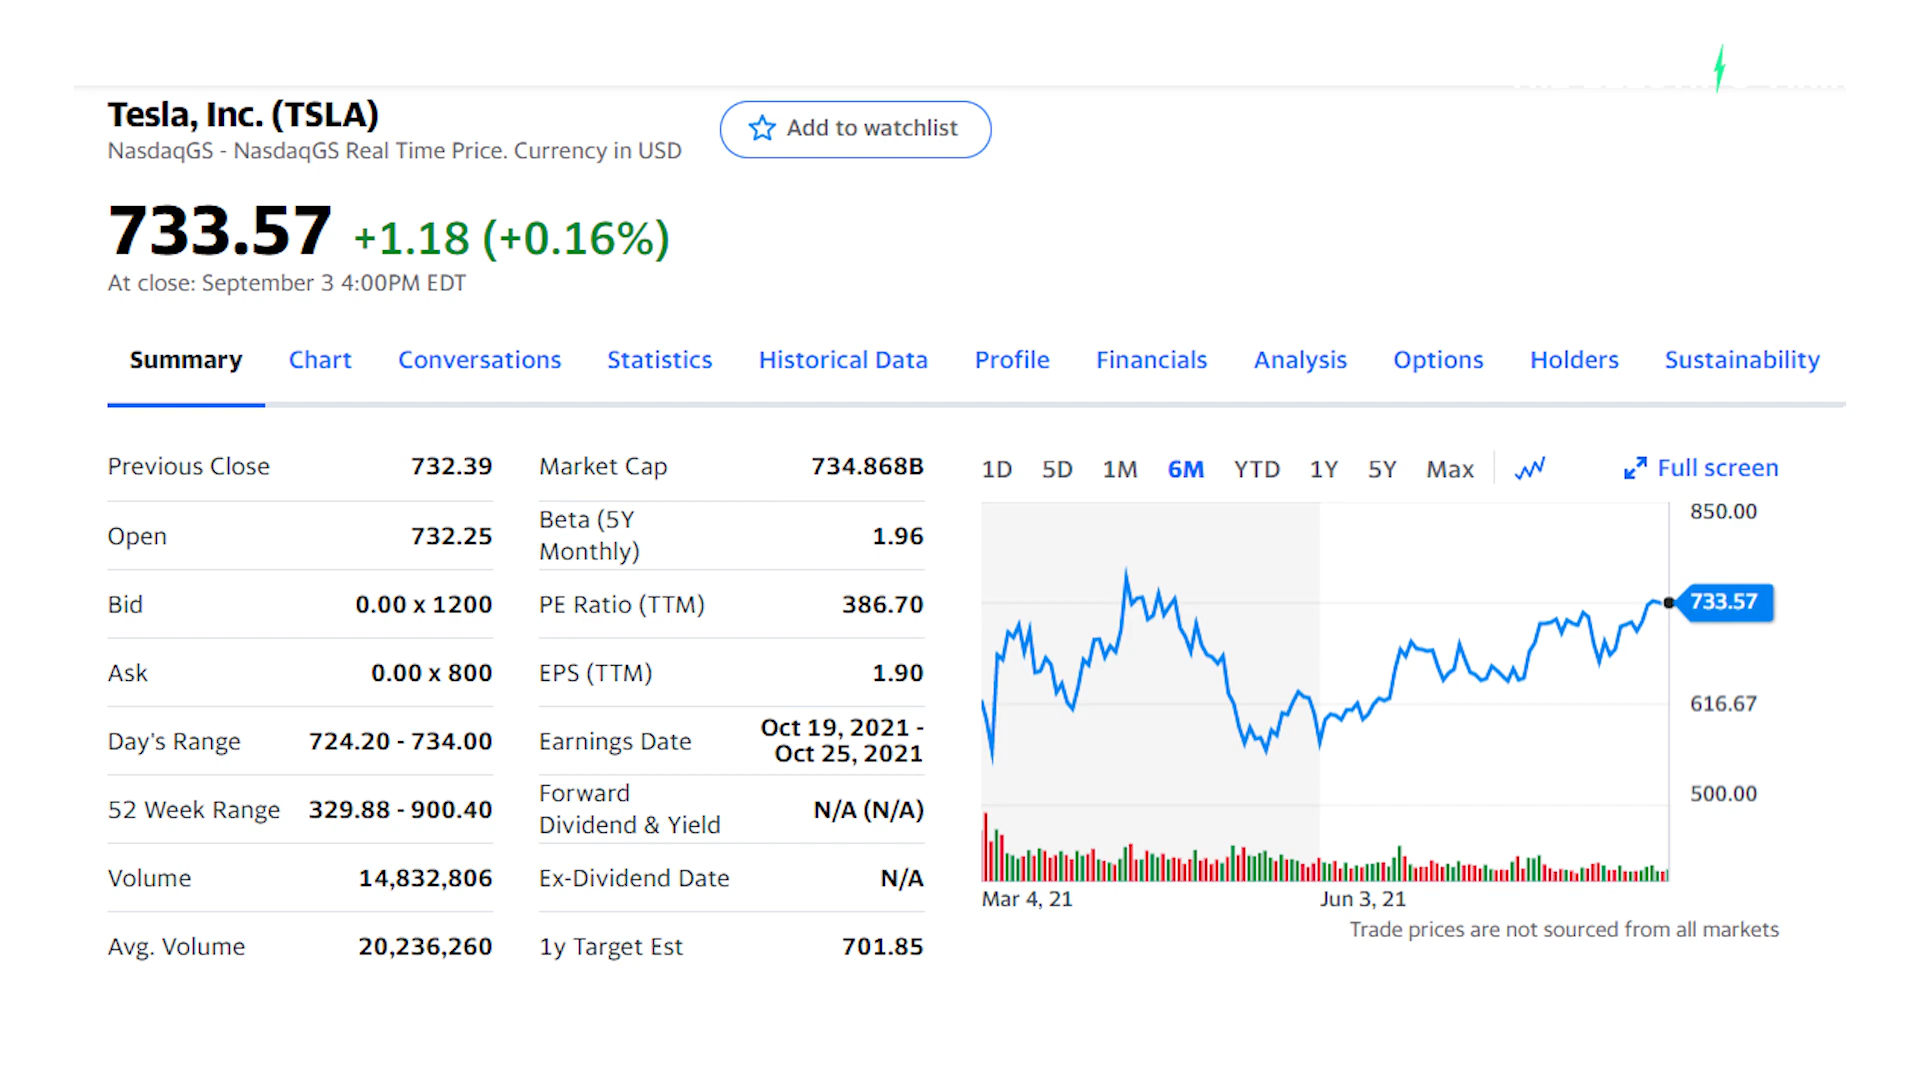 Tesla, Inc. (TSLA)
Add to watchlist
NasdaqGS - NasdaqGS Real Time Price. Currency in USD
733.57 +1.18 (+0.16%)
At close: September 3 4:00PM EDT
Summary Chart Conversations Statistics Historical Data Profile Financials Analysis Options Holders Sustainability
Previous Close 732.39
Open 732.25
Bid 0.00 x 1200
Ask 0.00 x 800
Day's Range 724.20 - 734.00
52 Week Range 329.88 - 900.40
Volume 14,832,806
Avg. Volume 20,236,260
Market Cap 734.868B
Beta (5Y
Monthly) 1.96
PE Ratio (TTM) 386.70
EPS (TTM) 1.90
Earnings Date Oct 19, 2021 -
Oct 25, 2021
Forward
Dividend & Yield N/A (N/A)
Ex-Dividend Date N/A
1y Target Est 701.85
1D 5D 1M 6M YTD 1Y 5Y Max Full screen
850.00
733.57
616.67
500.00
Mar 4, 21 Jun 3, 21
Trade prices are not sourced from all markets